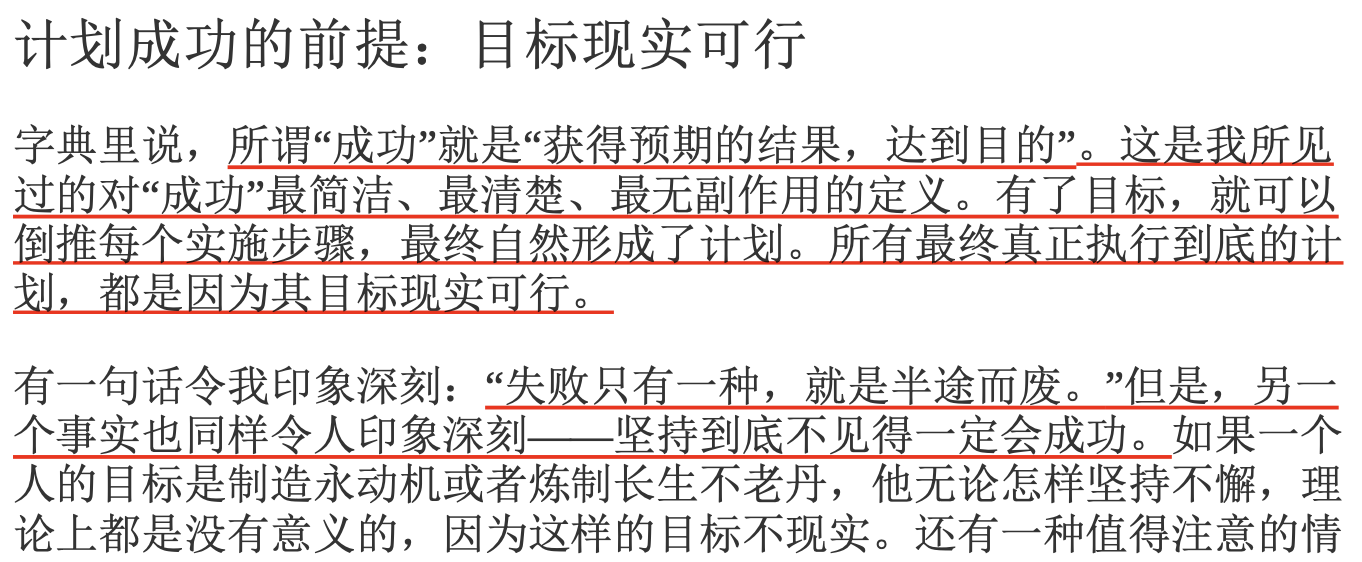 计划成功的前提：目标现实可行
字典里说，所谓“成功”就是“获得预期的结果，达到目的”。这是我所见
过的对“成功”最简洁、最清楚、最无副作用的定义。有了目标，就可以
倒推每个实施步骤，最终自然形成了计划。所有最终真正执行到底的计
划，都是因为其目标现实可行。
有一句话令我印象深刻：“失败只有一种，就是半途而废。”但是，另一
个事实也同样令人印象深刻——坚持到底不见得一定会成功。如果一个
人的目标是制造永动机或者炼制长生不老丹，他无论怎样坚持不懈，理
论上都是没有意义的，因为这样的目标不现实。还有一种值得注意的情